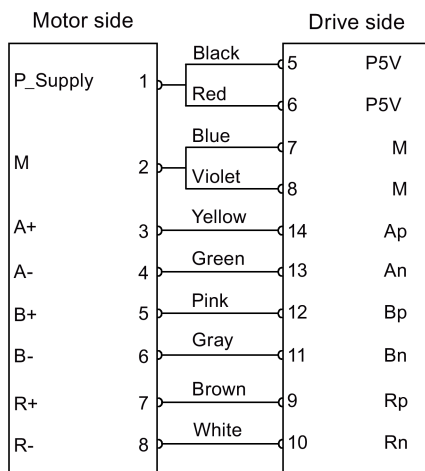 Motor side Drive side
Black
P_Supply 1 5 P5V
Red
6 P5V
Blue
7 M
M 2
Violet
8 M
Yellow
A+ 3 14 Ap
Green
A- 4 13 An
Pink
B+ 5 12 Bp
Gray
B- 6 11 Bn
Brown
R+ 7 9 Rp
White
R- 8 10 Rn